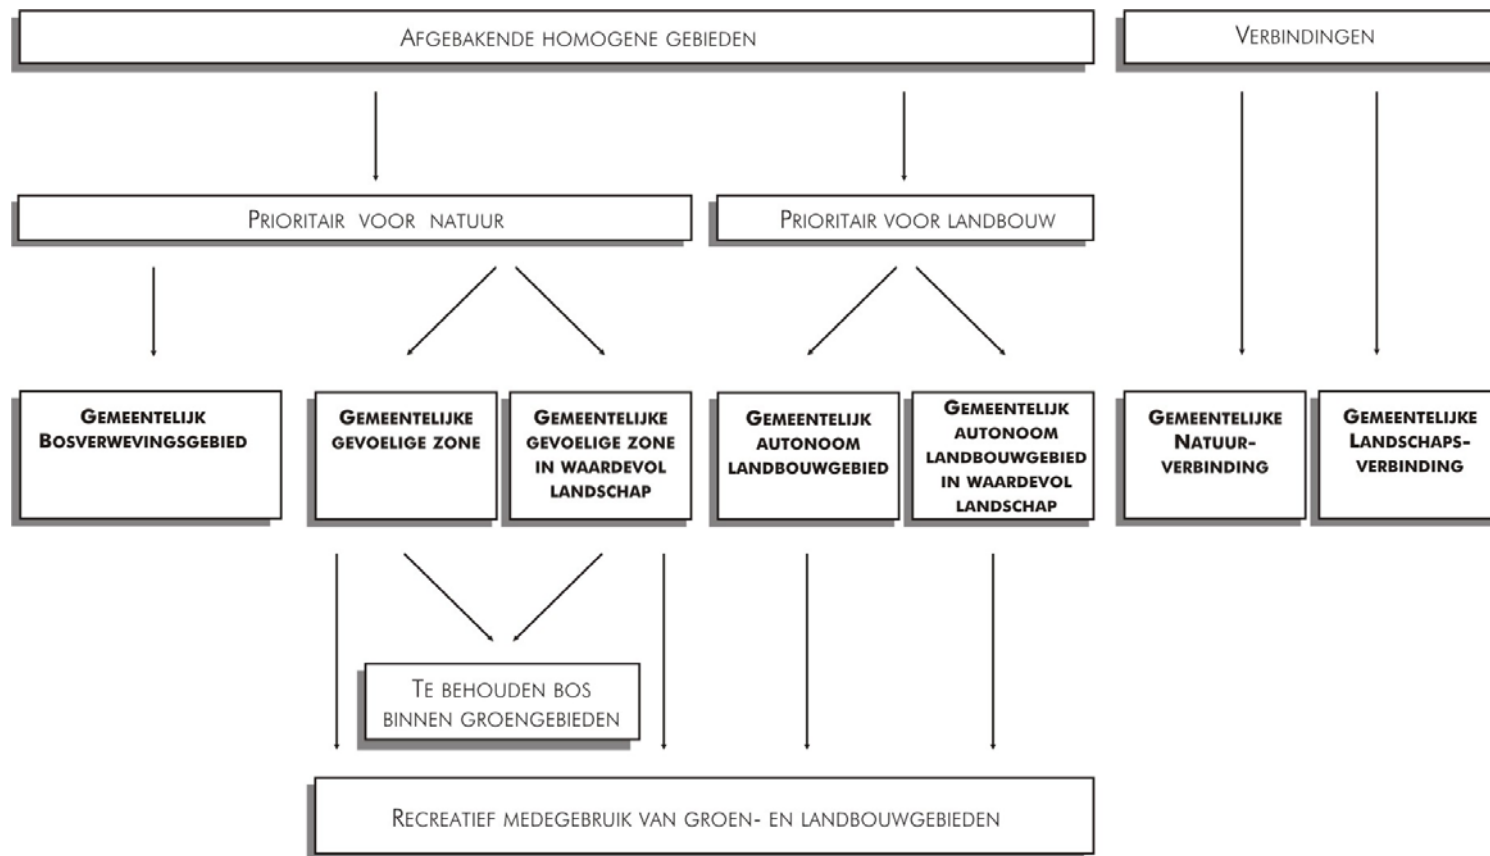 Afgebakende homogene gebieden
Verbindingen
Prioritair voor natuur
Prioritair voor landbouw
Gemeentelijk
Bosverwevingsgebied
Gemeentelijke
gevoelige zone
Gemeentelijke
gevoelige zone
in waardevol
landschap
Gemeentelijk
autonoom
landbouwgebied
Gemeentelijk
autonoom
landbouwgebied
in waardevol
landschap
Gemeentelijke
Natuur-
verbinding
Gemeentelijke
Landschaps-
verbinding
Te behouden bos
binnen groengebieden
Recreatief medegebruik van groen- en landbouwgebieden